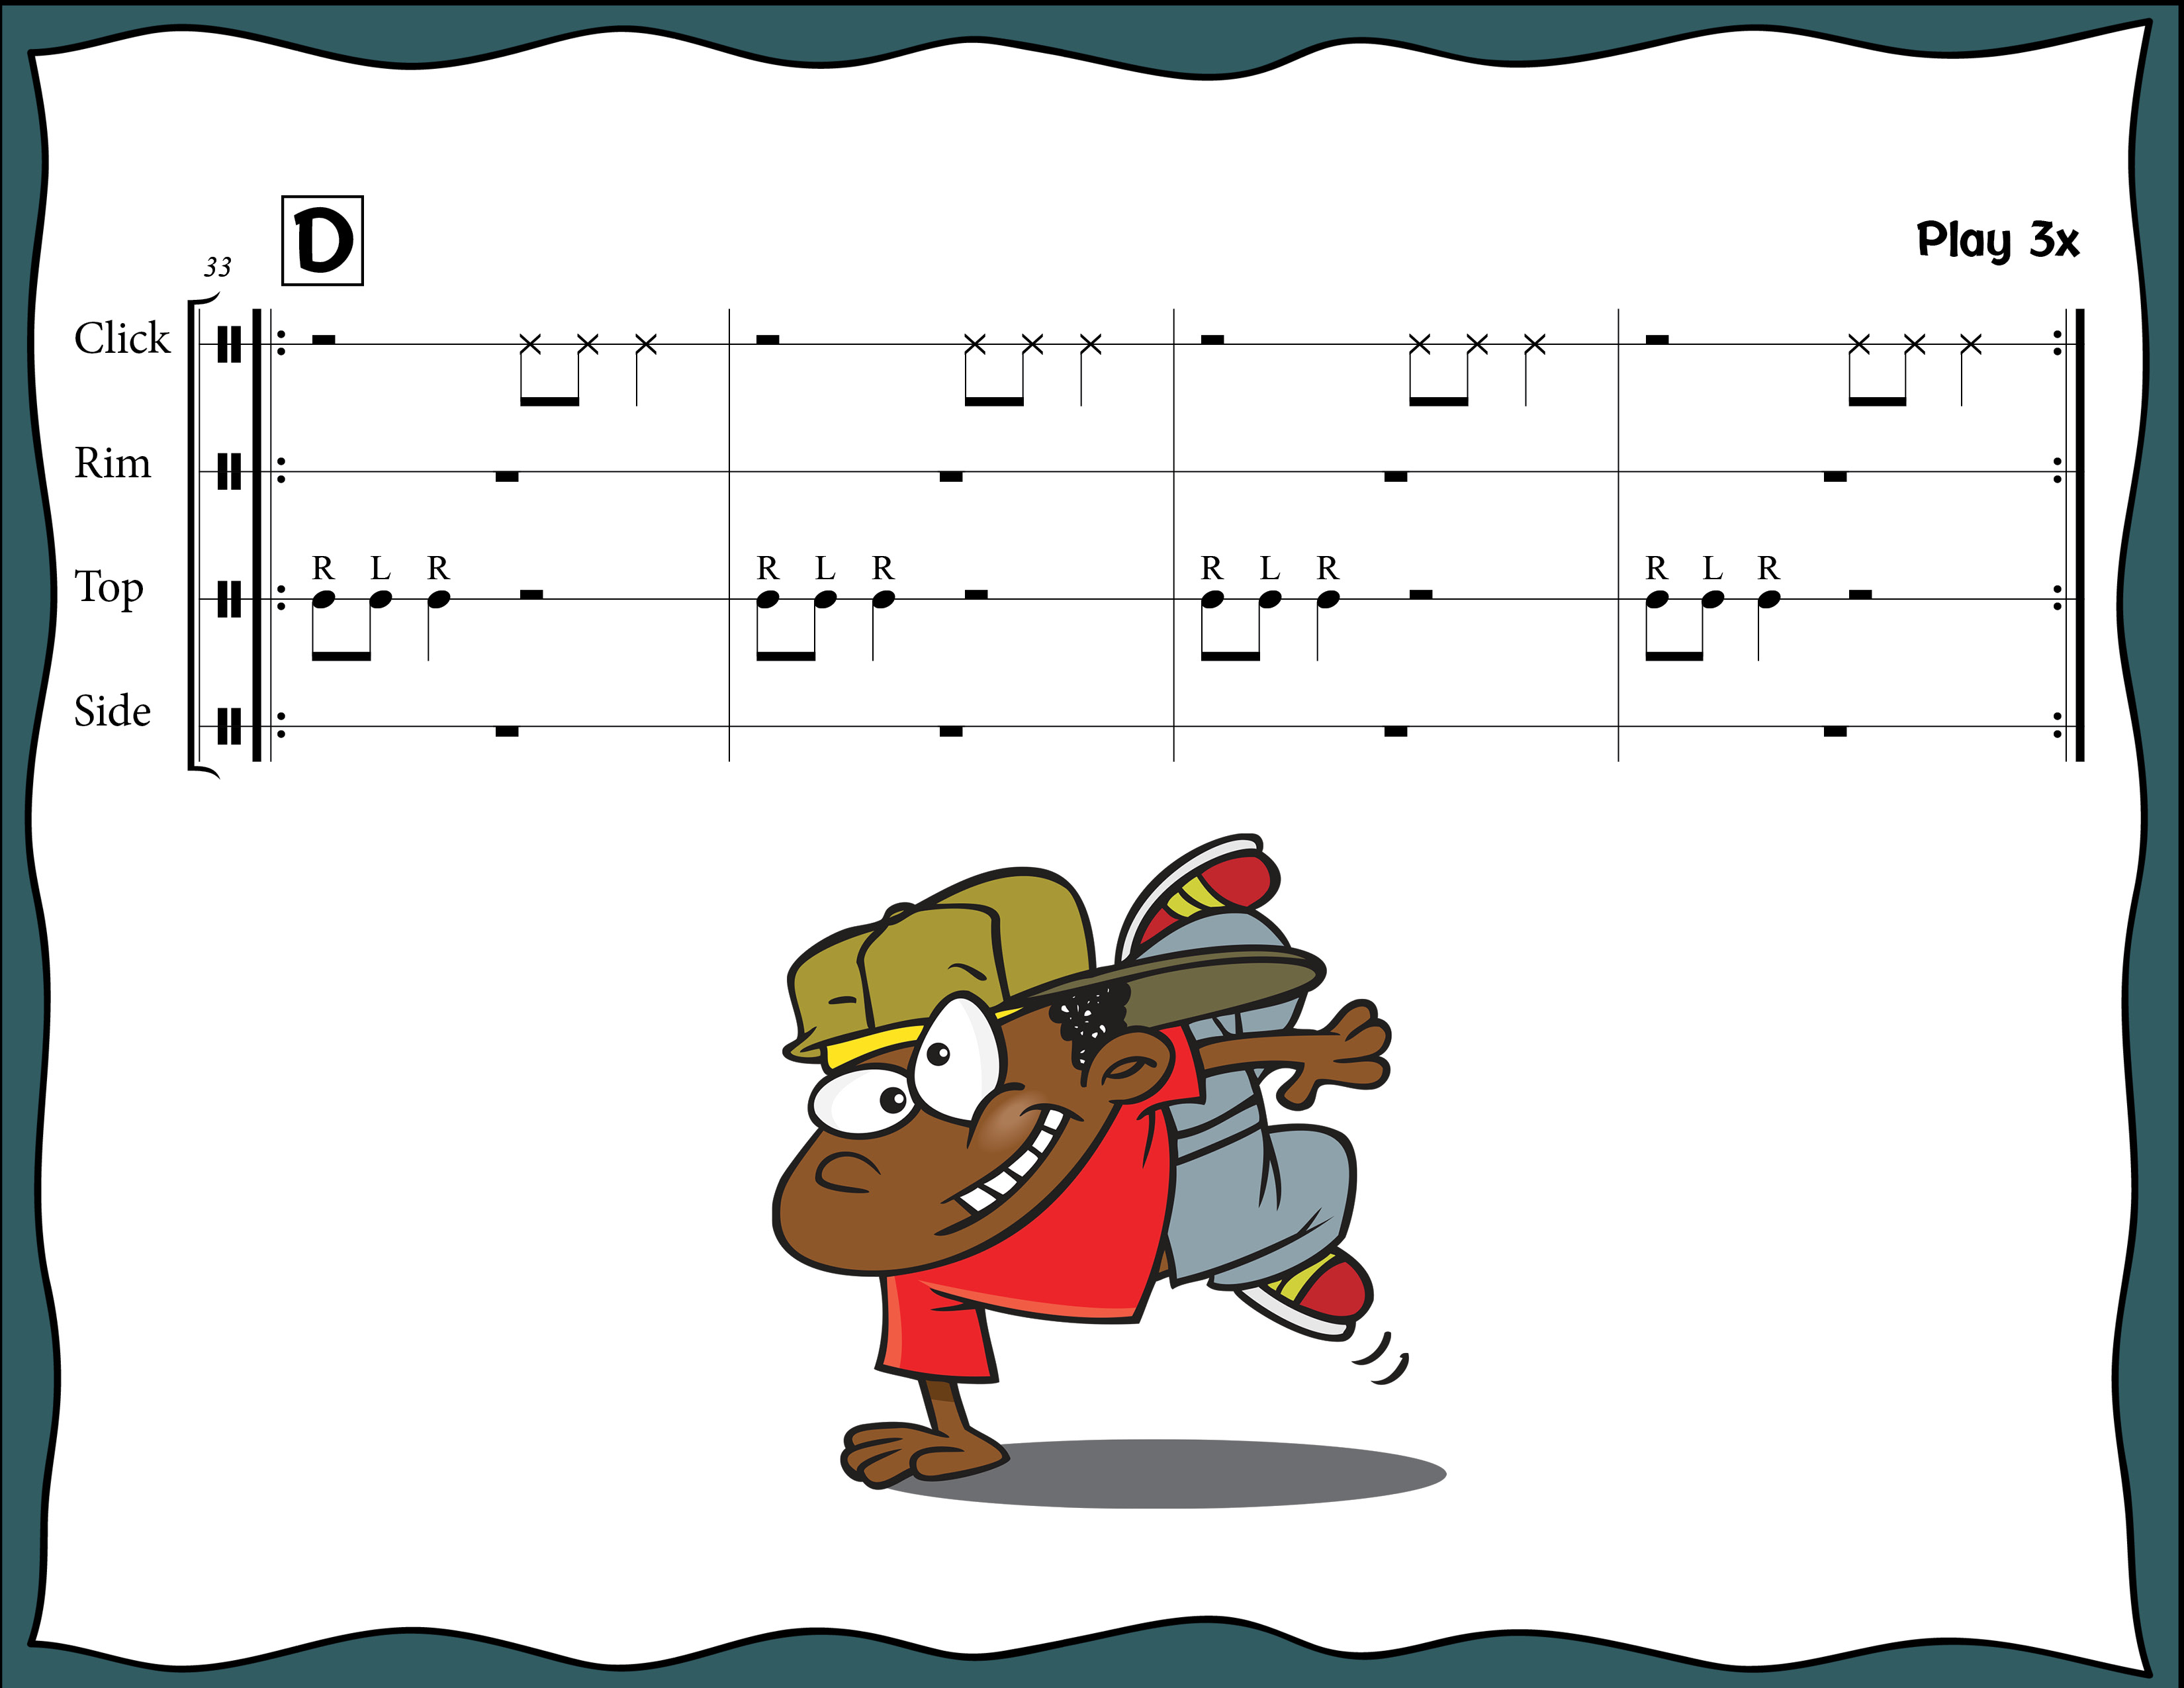 D
Play 3x
33
Click
Rim
R L R R L R R L R R L R
Top
Side